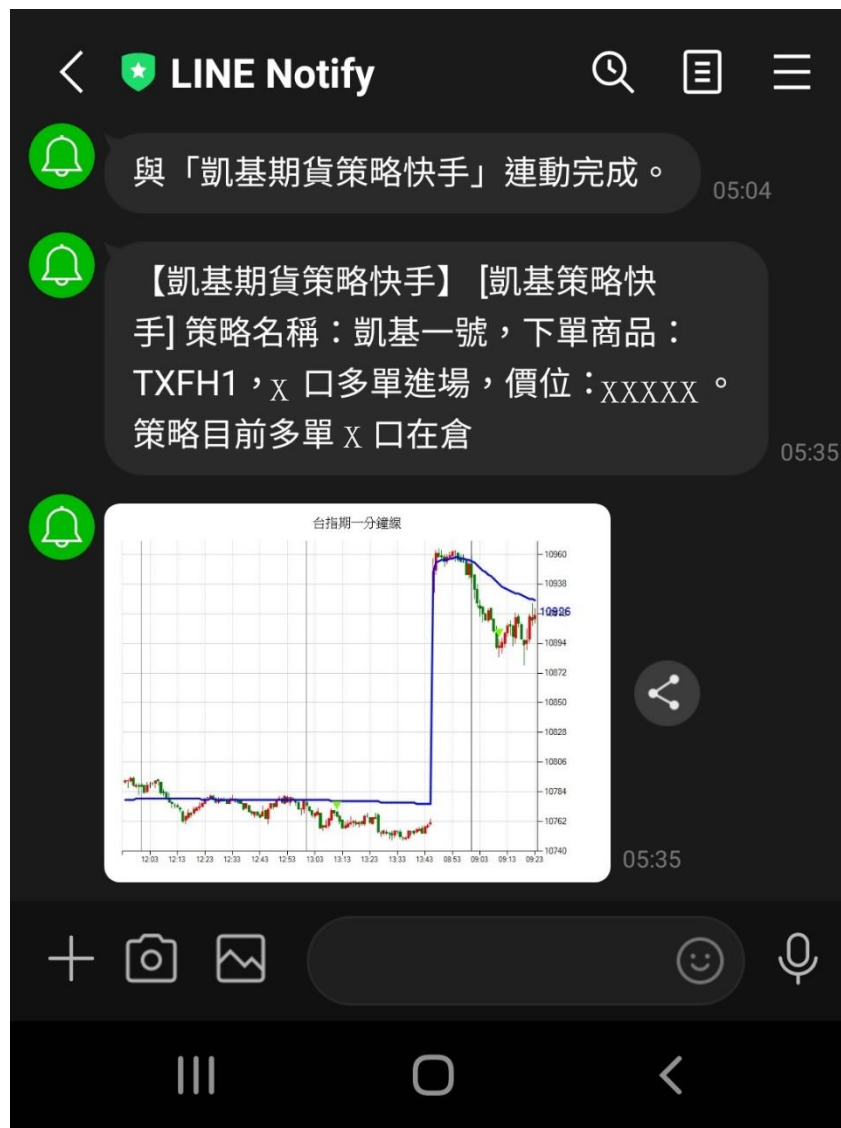 LINE Notify
與「凱基期貨策略快手」連動完成。
05:04
【凱基期貨策略快手】 [凱基策略快
手] 策略名稱：凱基一號，下單商品：
TXFH1，x 口多單進場，價位：xxxxx 。
策略目前多單 x 口在倉
05:35
台指期一分鐘線
10960
10938
10926
10894
10872
10850
10828
10806
10784
10762
10740
12:03 12:13 12:23 12:33 12:43 12:53 13:03 13:13 13:23 13:33 13:43 08:53 09:03 09:13 09:23
05:35